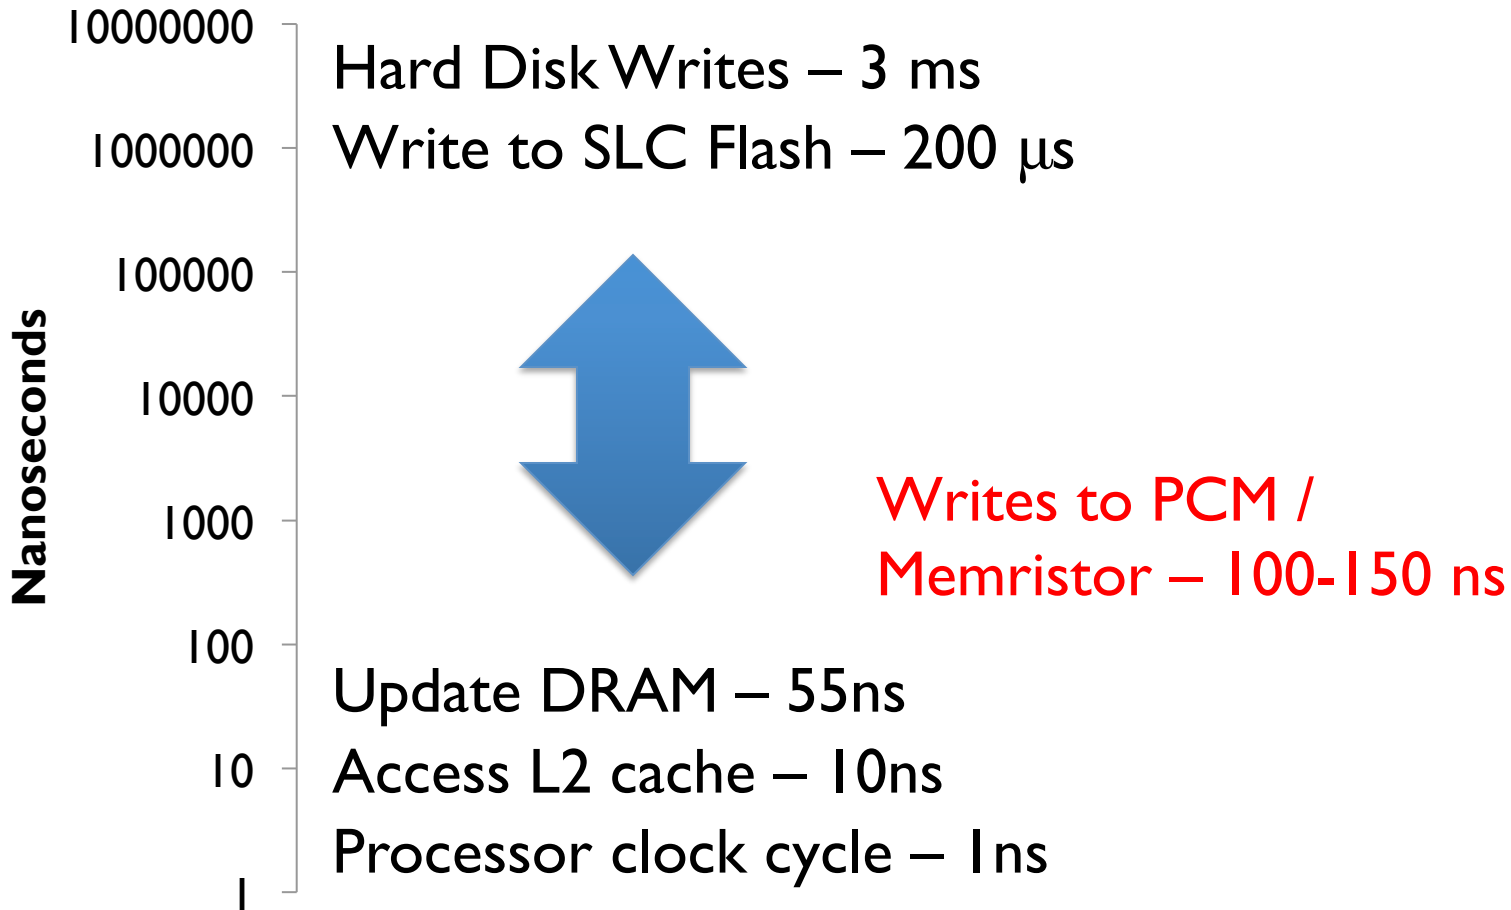 Nanoseconds
10000000
1000000
100000
10000
1000
100
10
1
Hard Disk Writes – 3 ms
Write to SLC Flash – 200 μs
Writes to PCM /
Memristor – 100-150 ns
Update DRAM – 55ns
Access L2 cache – 10ns
Processor clock cycle – 1ns